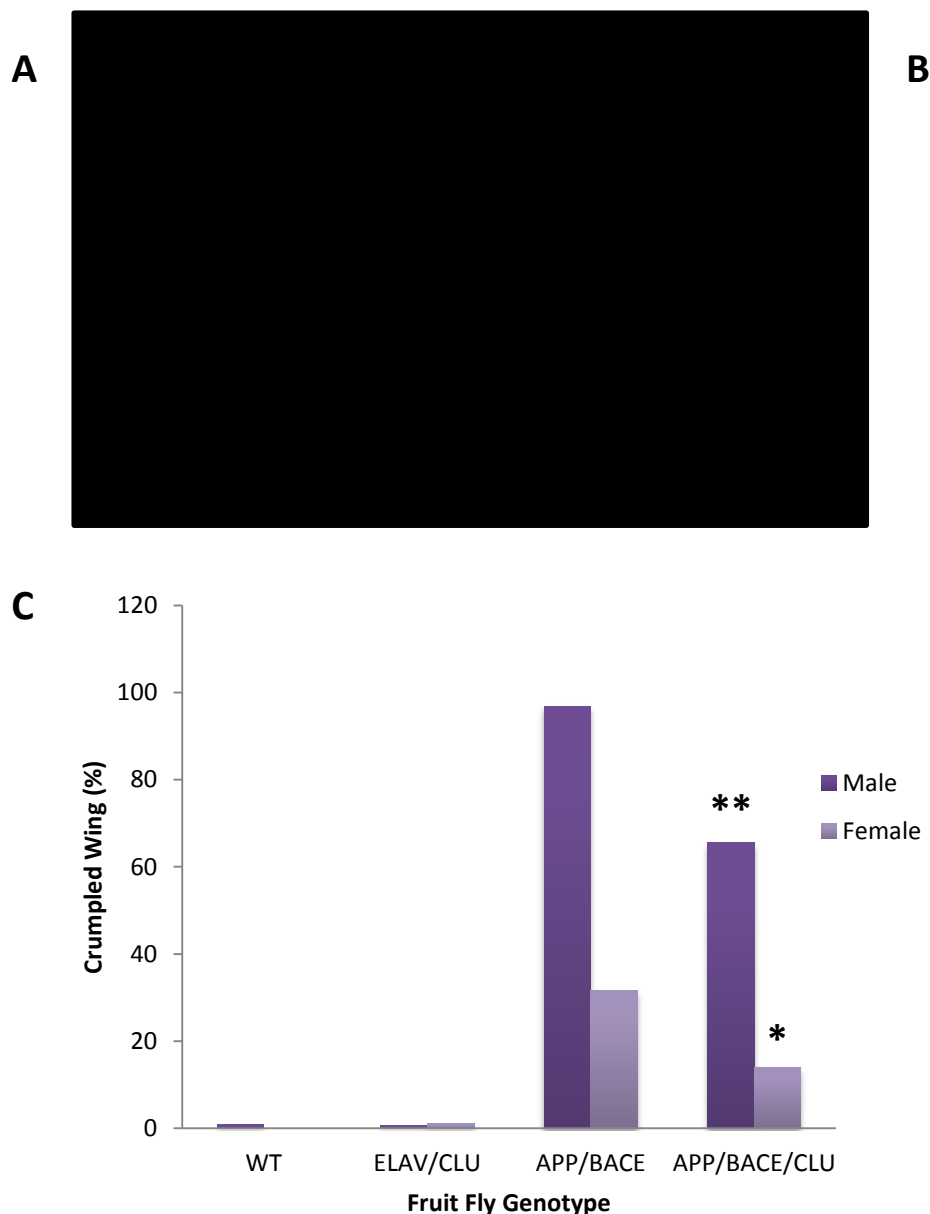 A
B
C
120
100
80
60
40
20
0
Crumpled Wing (%)
**
*
Male
Female
WT
ELAV/CLU
APP/BACE
APP/BACE/CLU
Fruit Fly Genotype